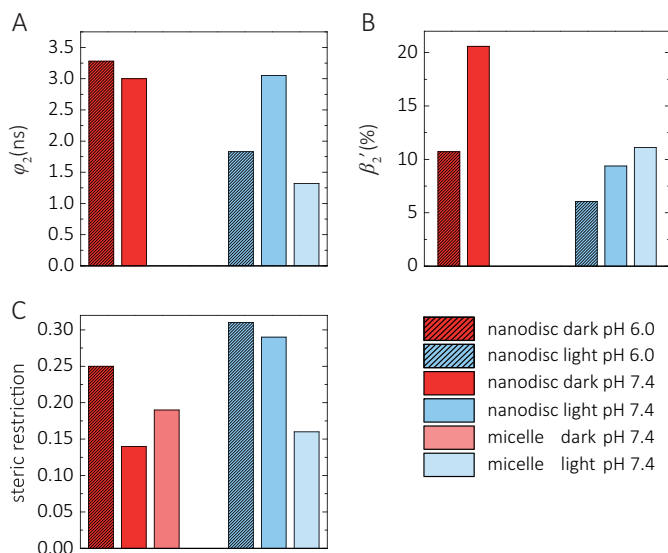 A
φ₂(ns)
3.5
3.0
2.5
2.0
1.5
1.0
0.5
0.0
B
β₂'(%)
20
15
10
5
0
C
steric restriction
0.30
0.25
0.20
0.15
0.10
0.05
0.00
nanodisc dark pH 6.0
nanodisc light pH 6.0
nanodisc dark pH 7.4
nanodisc light pH 7.4
micelle dark pH 7.4
micelle light pH 7.4